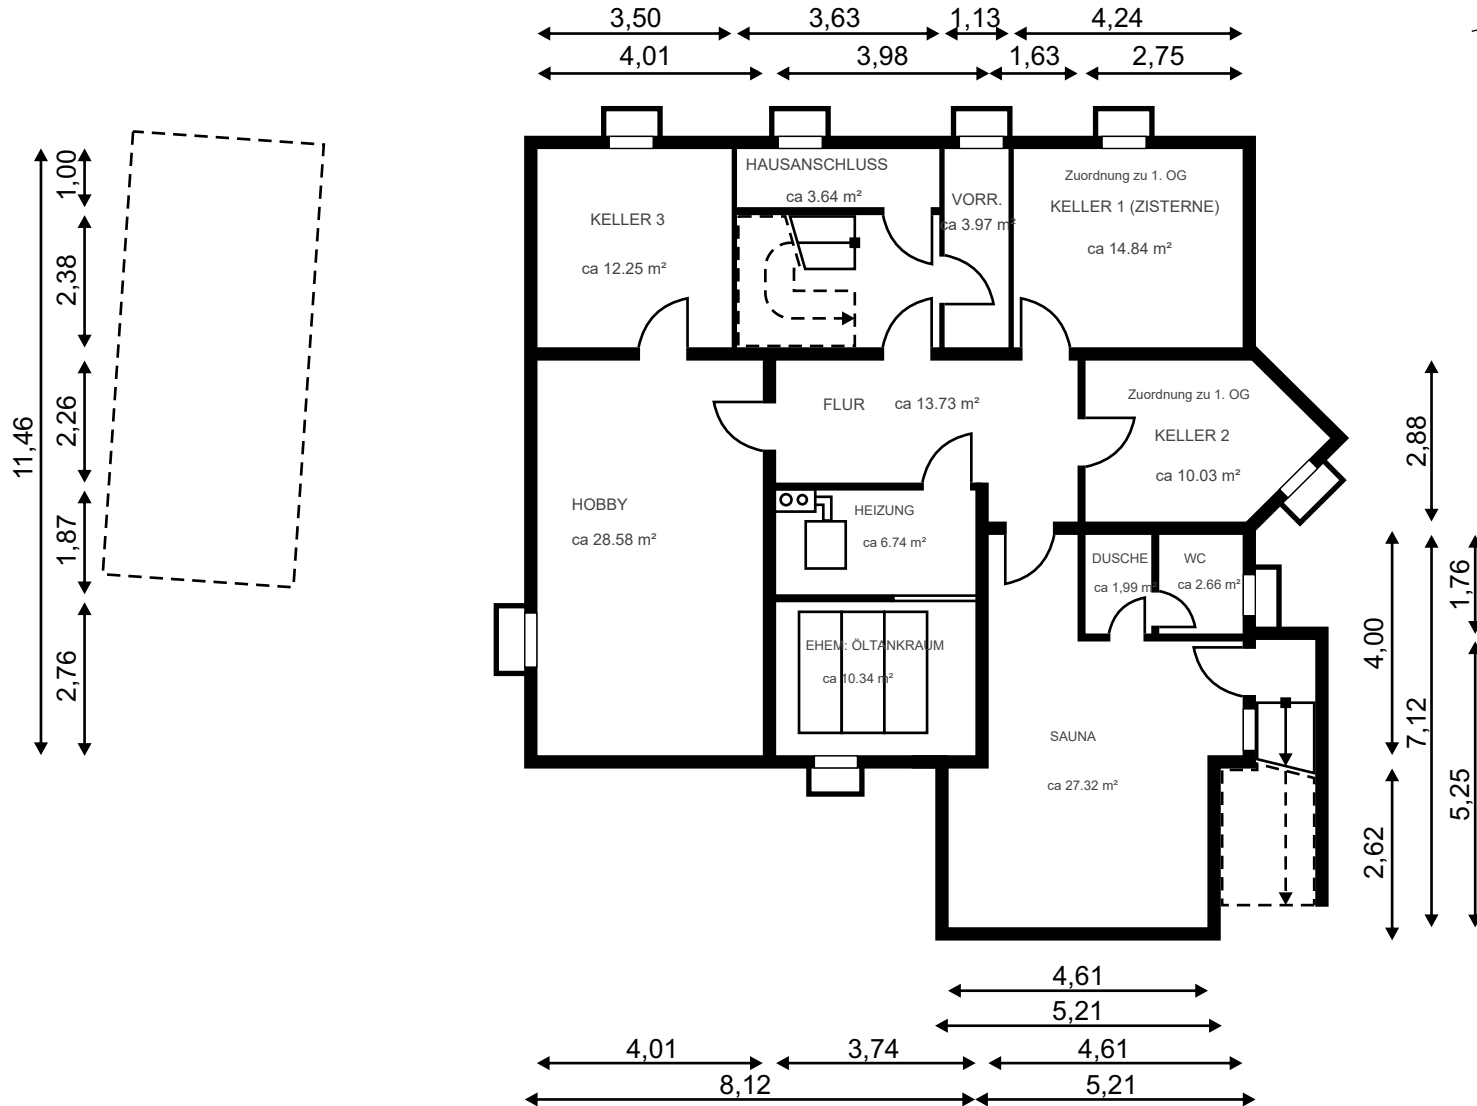 3,50
3,63
1,13
4,24
4,01
3,98
1,63
2,75
HAUSANSCHLUSS
ca 3.64 m²
KELLER 3
ca 12.25 m²
VORR.
ca 3.97 m²
Zuordnung zu 1. OG
KELLER 1 (ZISTERNE)
ca 14.84 m²
1,00
2,38
2,26
11,46
1,87
2,76
FLUR
ca 13.73 m²
Zuordnung zu 1. OG
KELLER 2
ca 10.03 m²
2,88
HOBBY
ca 28.58 m²
HEIZUNG
ca 6.74 m²
DUSCHE
ca 1,99 m²
WC
ca 2.66 m²
1,76
4,00
7,12
5,25
2,62
EHEM: ÖLTANKRAUM
ca 10.34 m²
SAUNA
ca 27.32 m²
4,61
5,21
4,01
3,74
4,61
8,12
5,21